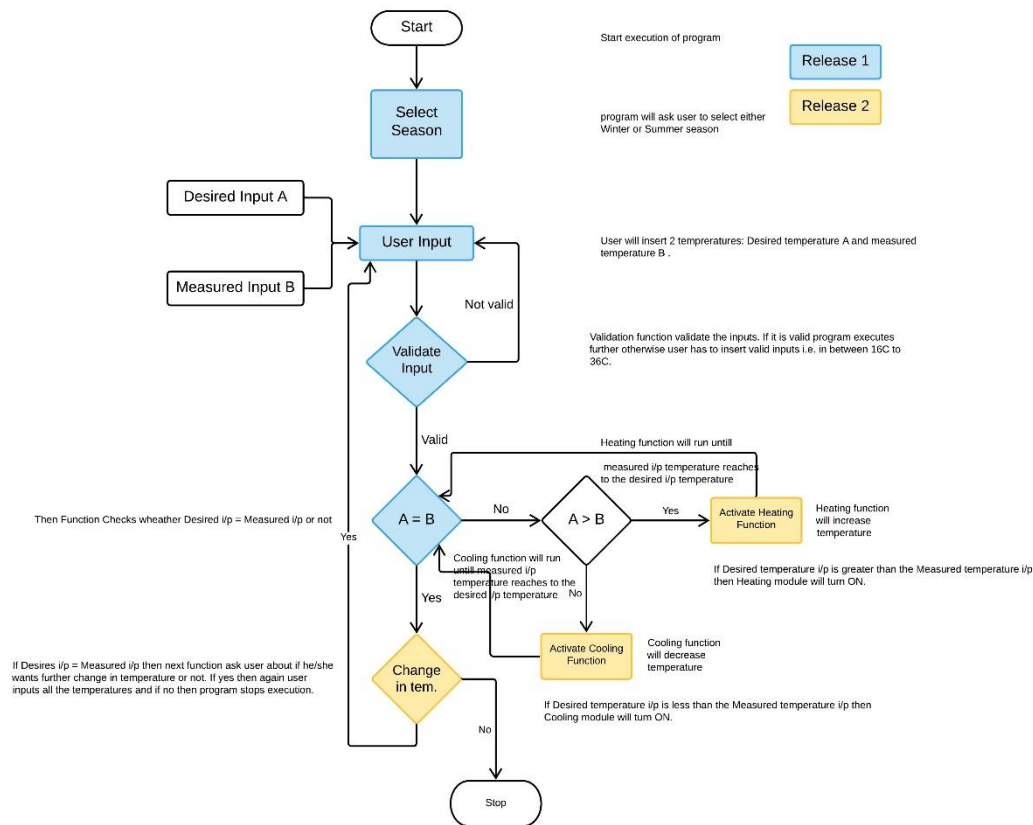 Start
Start execution of program
Release 1
Release 2
Select
Season
program will ask user to select either
Winter or Summer season
Desired Input A
User Input
Measured Input B
User will insert 2 tempreratures: Desired temperature A and measured
temperature B .
Not valid
Validate
Input
Validation function validate the inputs. If it is valid program executes
further otherwise user has to insert valid inputs i.e. in between 16C to
36C.
Valid
Heating function will run untill
measured i/p temperature reaches
to the desired i/p temperature
Then Function Checks wheather Desired i/p = Measured i/p or not
Yes
A = B
No
A > B
Yes
Activate Heating
Function
Heating function
will increase
temperature
If Desired temperature i/p is greater than the Measured temperature i/p
then Heating module will turn ON.
Cooling function will run
untill measured i/p
temperature reaches to the
desired i/p temperature
Yes
No
Activate Cooling
Function
Cooling function
will decrease
temperature
If Desired temperature i/p is less than the Measured temperature i/p then
Cooling module will turn ON.
If Desires i/p = Measured i/p then next function ask user about if he/she
wants further change in temperature or not. If yes then again user
inputs all the temperatures and if no then program stops execution.
Change
in tem.
No
Stop